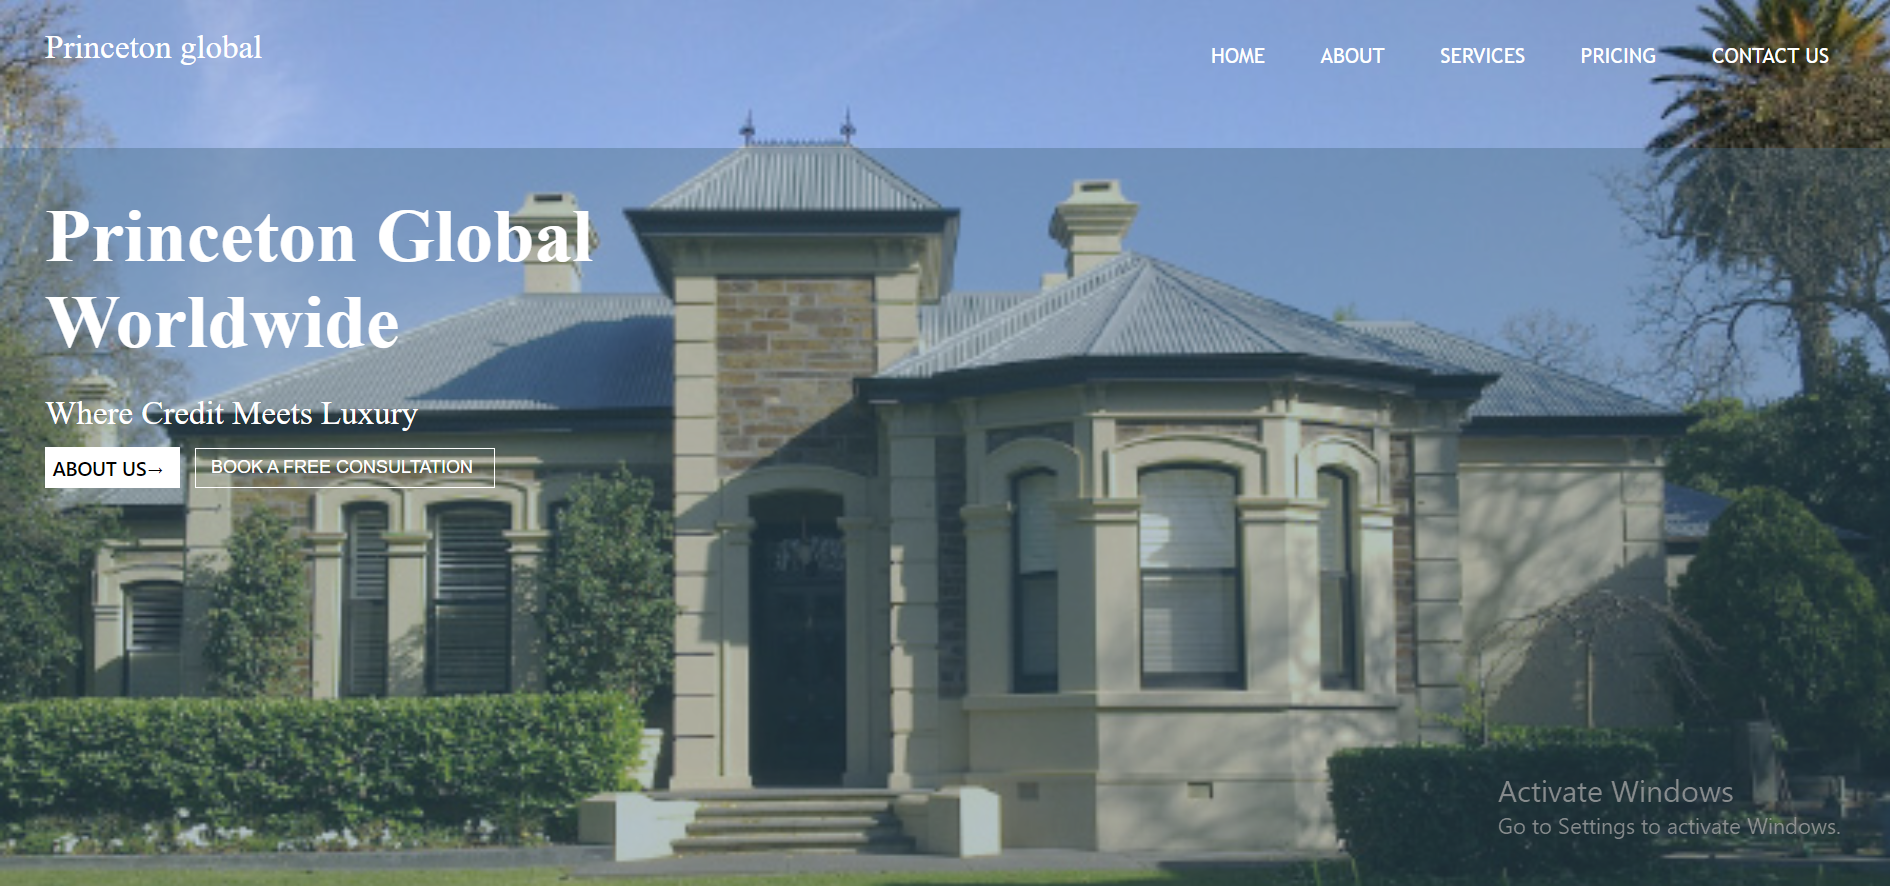 Princeton global
HOME ABOUT SERVICES PRICING CONTACT US
Princeton Global
Worldwide
Where Credit Meets Luxury
ABOUT US→
BOOK A FREE CONSULTATION
Activate Windows
Go to Settings to activate Windows.